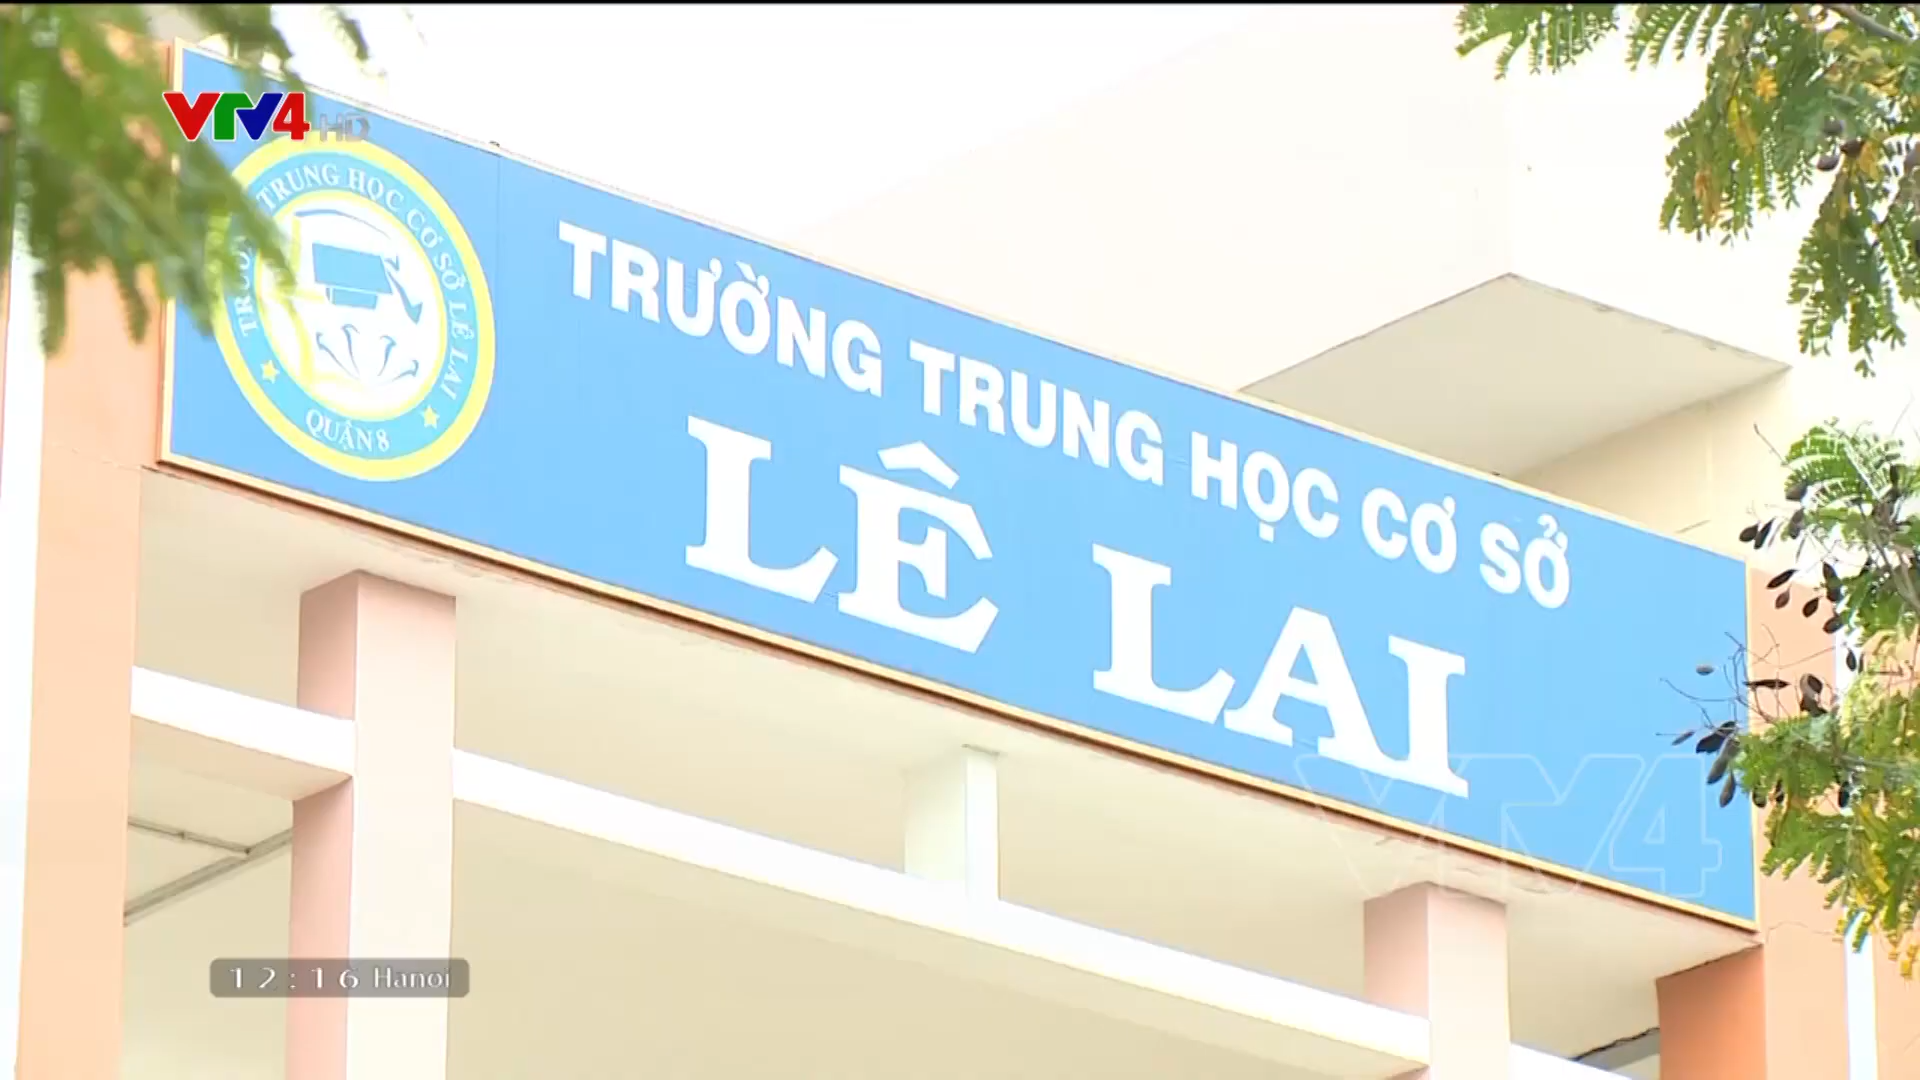 VTV4 HD
TRUNG HỌC CƠ SỞ LÊ LAI
QUẬN 8
TRƯỜNG TRUNG HỌC CƠ SỞ
LÊ LAI
VTV4
12:16 Hanoi